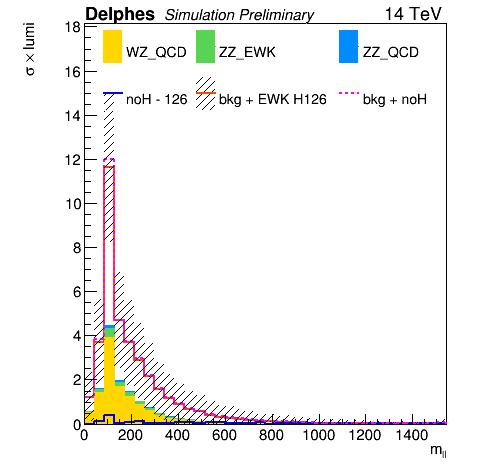 Delphes Simulation Preliminary 14 TeV
σ × lumi
WZ_QCD ZZ_EWK ZZ_QCD
noH - 126 bkg + EWK H126 bkg + noH
18
16
14
12
10
8
6
4
2
0
0 200 400 600 800 1000 1200 1400
m_ll